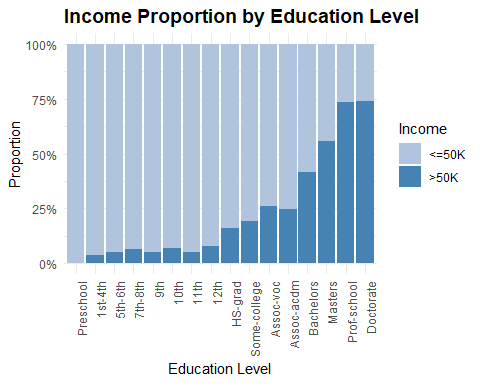 Income Proportion by Education Level
100%
75%
50%
25%
0%
Proportion
Preschool
1st-4th
5th-6th
7th-8th
9th
10th
11th
12th
HS-grad
Some-college
Assoc-voc
Assoc-acdm
Bachelors
Masters
Prof-school
Doctorate
Education Level
Income
<=50K
>50K